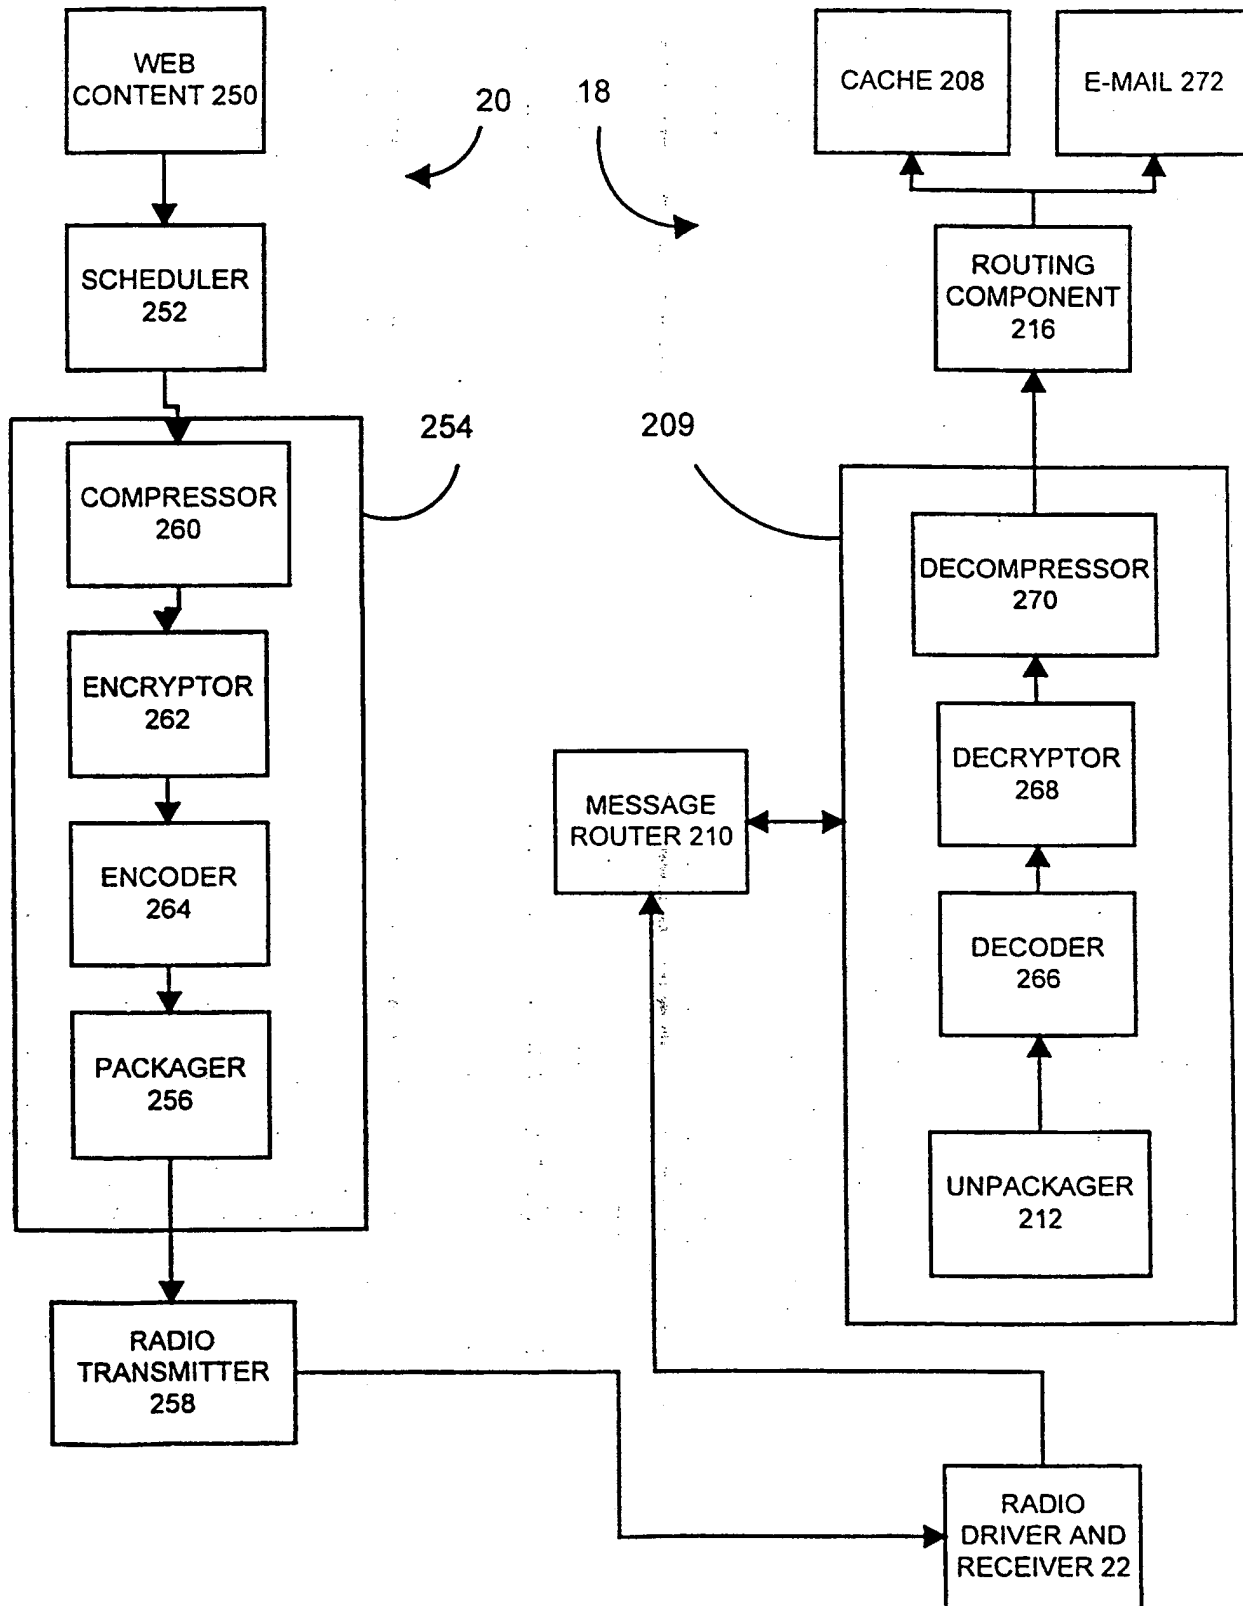 WEB
CONTENT 250
20
18
CACHE 208
E-MAIL 272
SCHEDULER
252
ROUTING
COMPONENT
216
254
209
COMPRESSOR
260
DECOMPRESSOR
270
ENCRYPTOR
262
DECRYPTOR
268
MESSAGE
ROUTER 210
ENCODER
264
DECODER
266
PACKAGER
256
UNPACKAGER
212
RADIO
TRANSMITTER
258
RADIO
DRIVER AND
RECEIVER 22